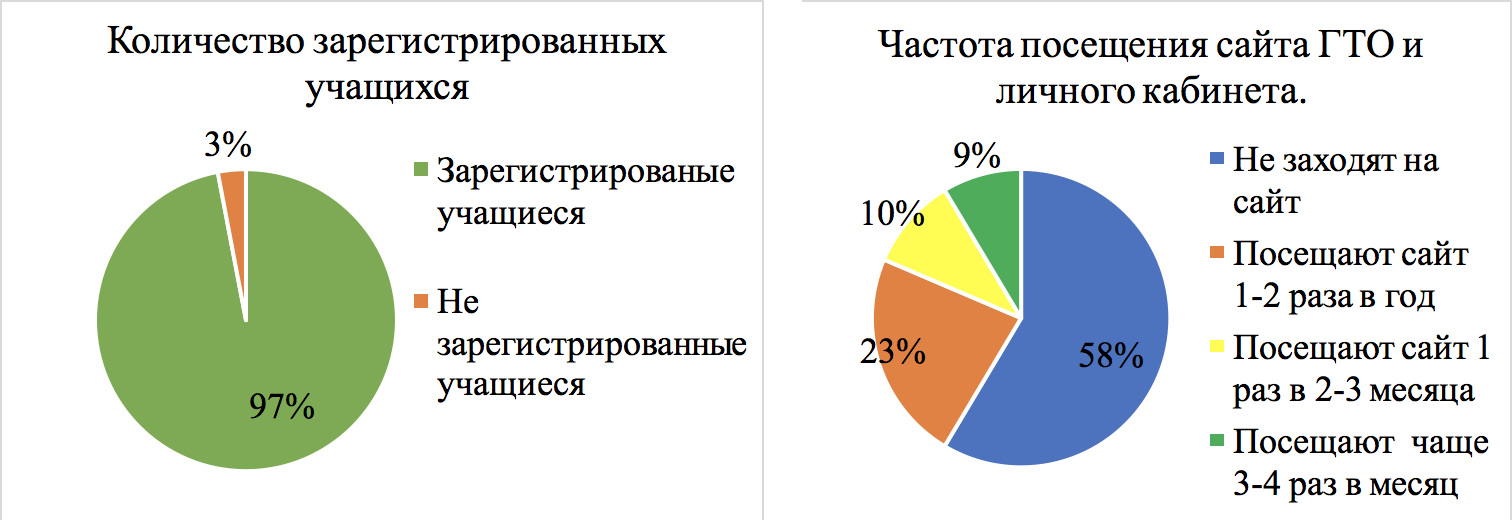 Количество зарегистрированных
учащихся
3%
97%
Зарегистрированые
учащиеся
Не
зарегистрированные
учащиеся
Частота посещения сайта ГТО и
личного кабинета.
9%
10%
23%
58%
Не заходят на
сайт
Посещают сайт
1-2 раза в год
Посещают сайт 1
раз в 2-3 месяца
Посещают чаще
3-4 раз в месяц